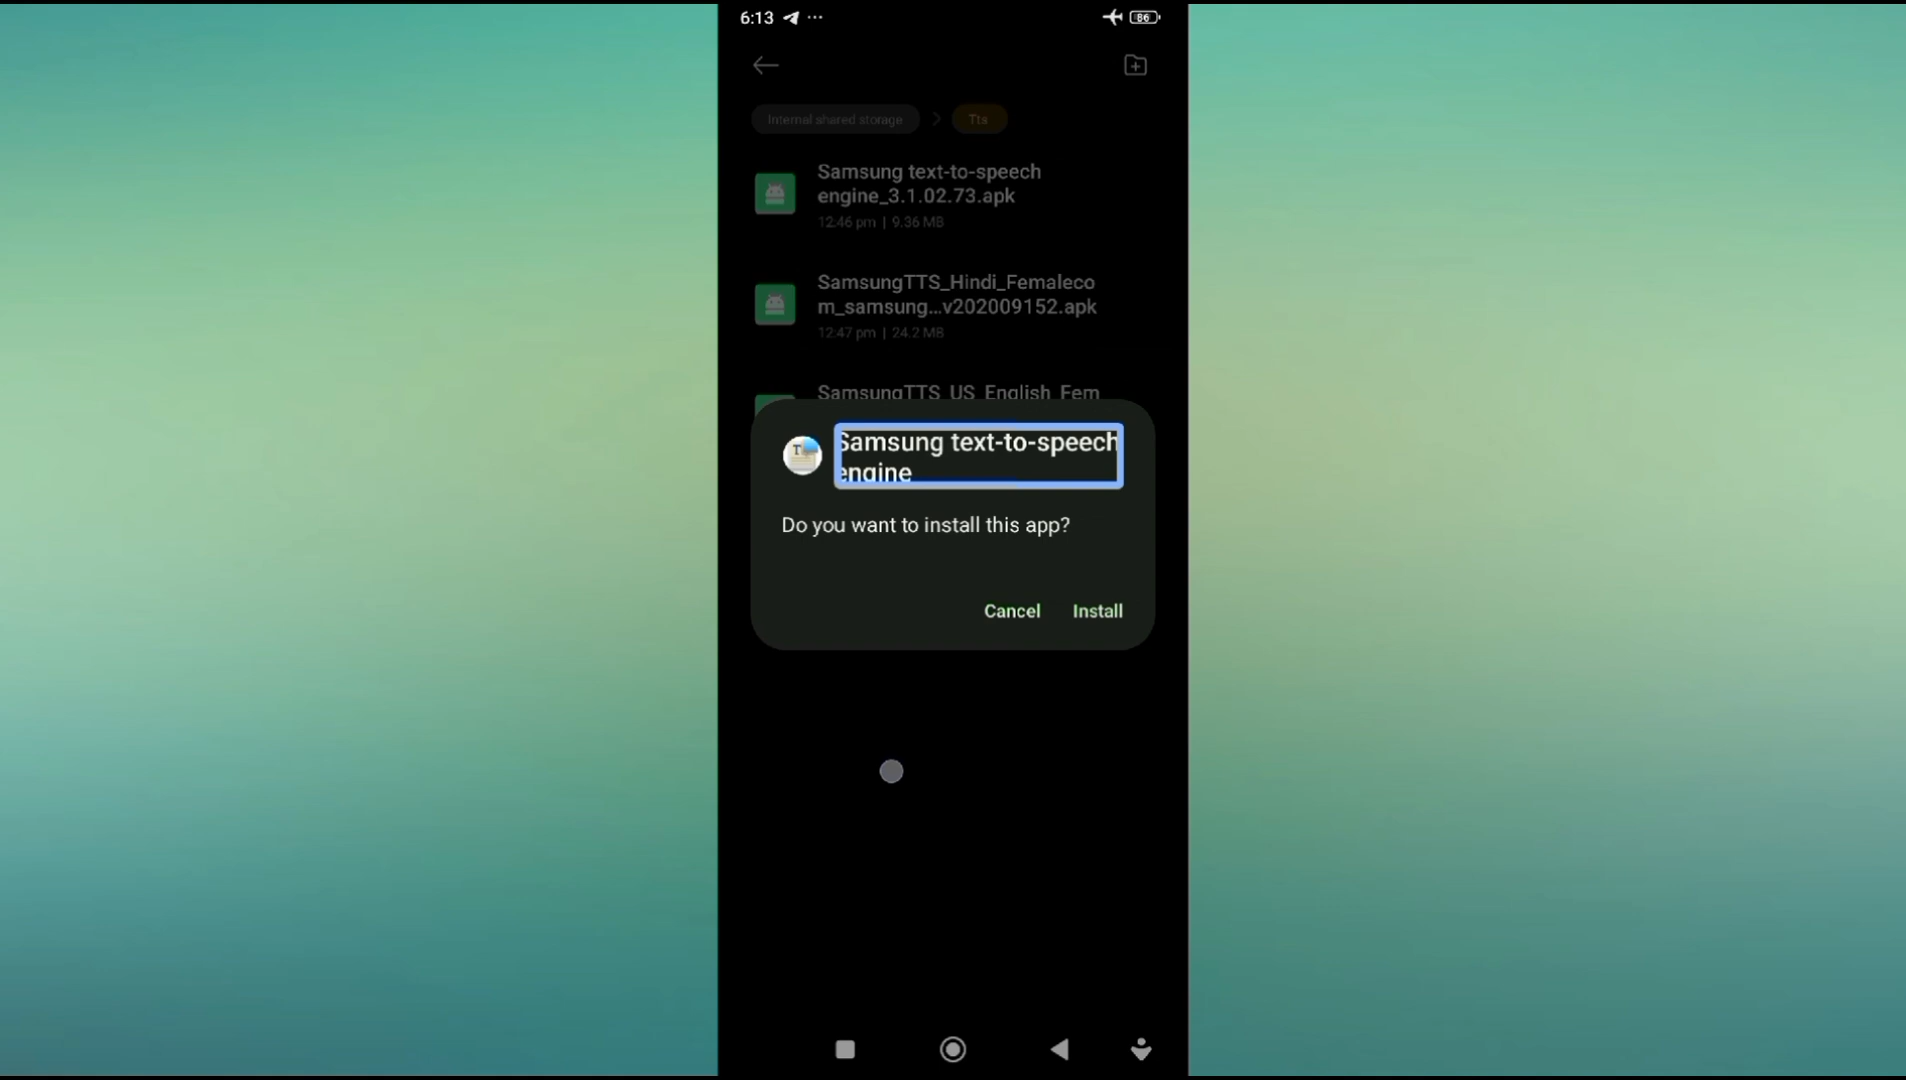 6:13
86
Internal shared storage
Tts
Samsung text-to-speech
engine_3.1.02.73.apk
12:46 pm | 9.36 MB
SamsungTTS_Hindi_Femaleco
m_samsung...v202009152.apk
12:47 pm | 24.2 MB
SamsungTTS_US_English_Fem
Samsung text-to-speech
engine
Do you want to install this app?
Cancel
Install